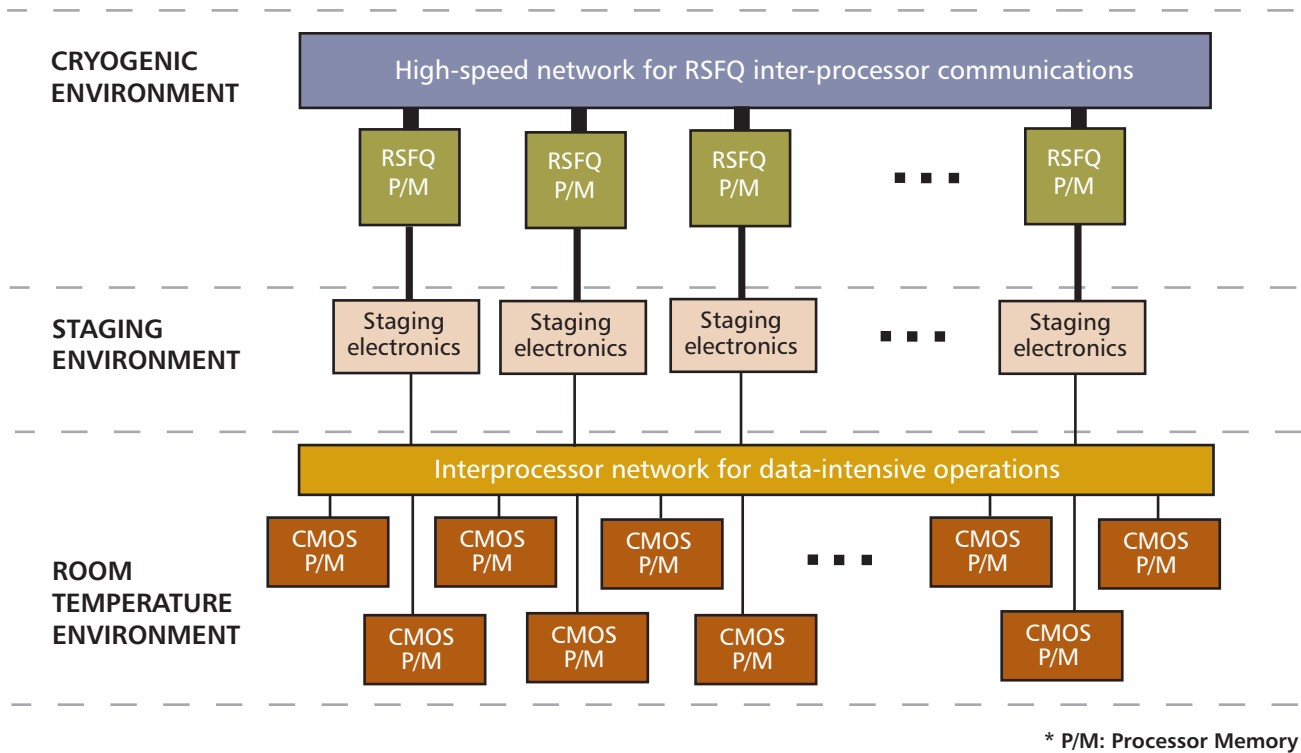 CRYOGENIC
ENVIRONMENT
High-speed network for RSFQ inter-processor communications
RSFQ
P/M
RSFQ
P/M
RSFQ
P/M
RSFQ
P/M
STAGING
ENVIRONMENT
Staging
electronics
Staging
electronics
Staging
electronics
Staging
electronics
Interprocessor network for data-intensive operations
ROOM
TEMPERATURE
ENVIRONMENT
CMOS
P/M
CMOS
P/M
CMOS
P/M
CMOS
P/M
CMOS
P/M
CMOS
P/M
CMOS
P/M
CMOS
P/M
CMOS
P/M
* P/M: Processor Memory